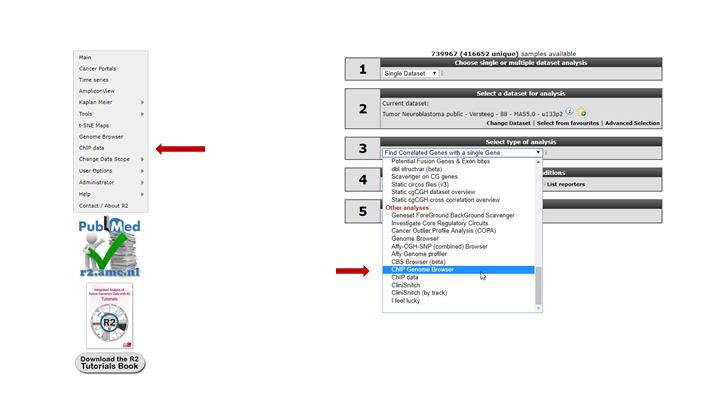 Main
Cancer Portals
Time series
AmpliconView
Kaplan Meier
Tools
t-SNE Maps
Genome Browser
ChIP data
Change Data Scope
User Options
Administrator
Help
Contact / About R2
PubMed
r2.amc.nl
Integrated Analysis of
Tumor Genomics Data with R2
Tutorials
R2
Download the R2
Tutorials Book
739967 (416652 unique) samples available
1
Choose single or multiple dataset analysis
Single Dataset
2
Select a dataset for analysis
Current dataset:
Tumor Neuroblastoma public - Versteeg - 88 - MAS5.0 - u133p2
Change Dataset | Select from favourites | Advanced Selection
3
Select type of analysis
Find Correlated Genes with a single Gene
Potential Fusion Genes & Exon bites
dbl structvar (beta)
Scavenger on CG genes
Static circos files (v3)
Static cgCGH dataset overview
Static cgCGH cross correlation overview
Other analyses
Geneset ForeGround BackGround Scavenger
Investigate Core Regulatory Circuits
Cancer Outlier Profile Analysis (COPA)
Genome Browser
Affy-CGH-SNP (combined) Browser
Affy Genome profiler
CBS Browser (beta)
ChIP Genome Browser
ChIP data
CliniSnitch
CliniSnitch (by track)
I feel lucky
4
ditions
List reporters
5